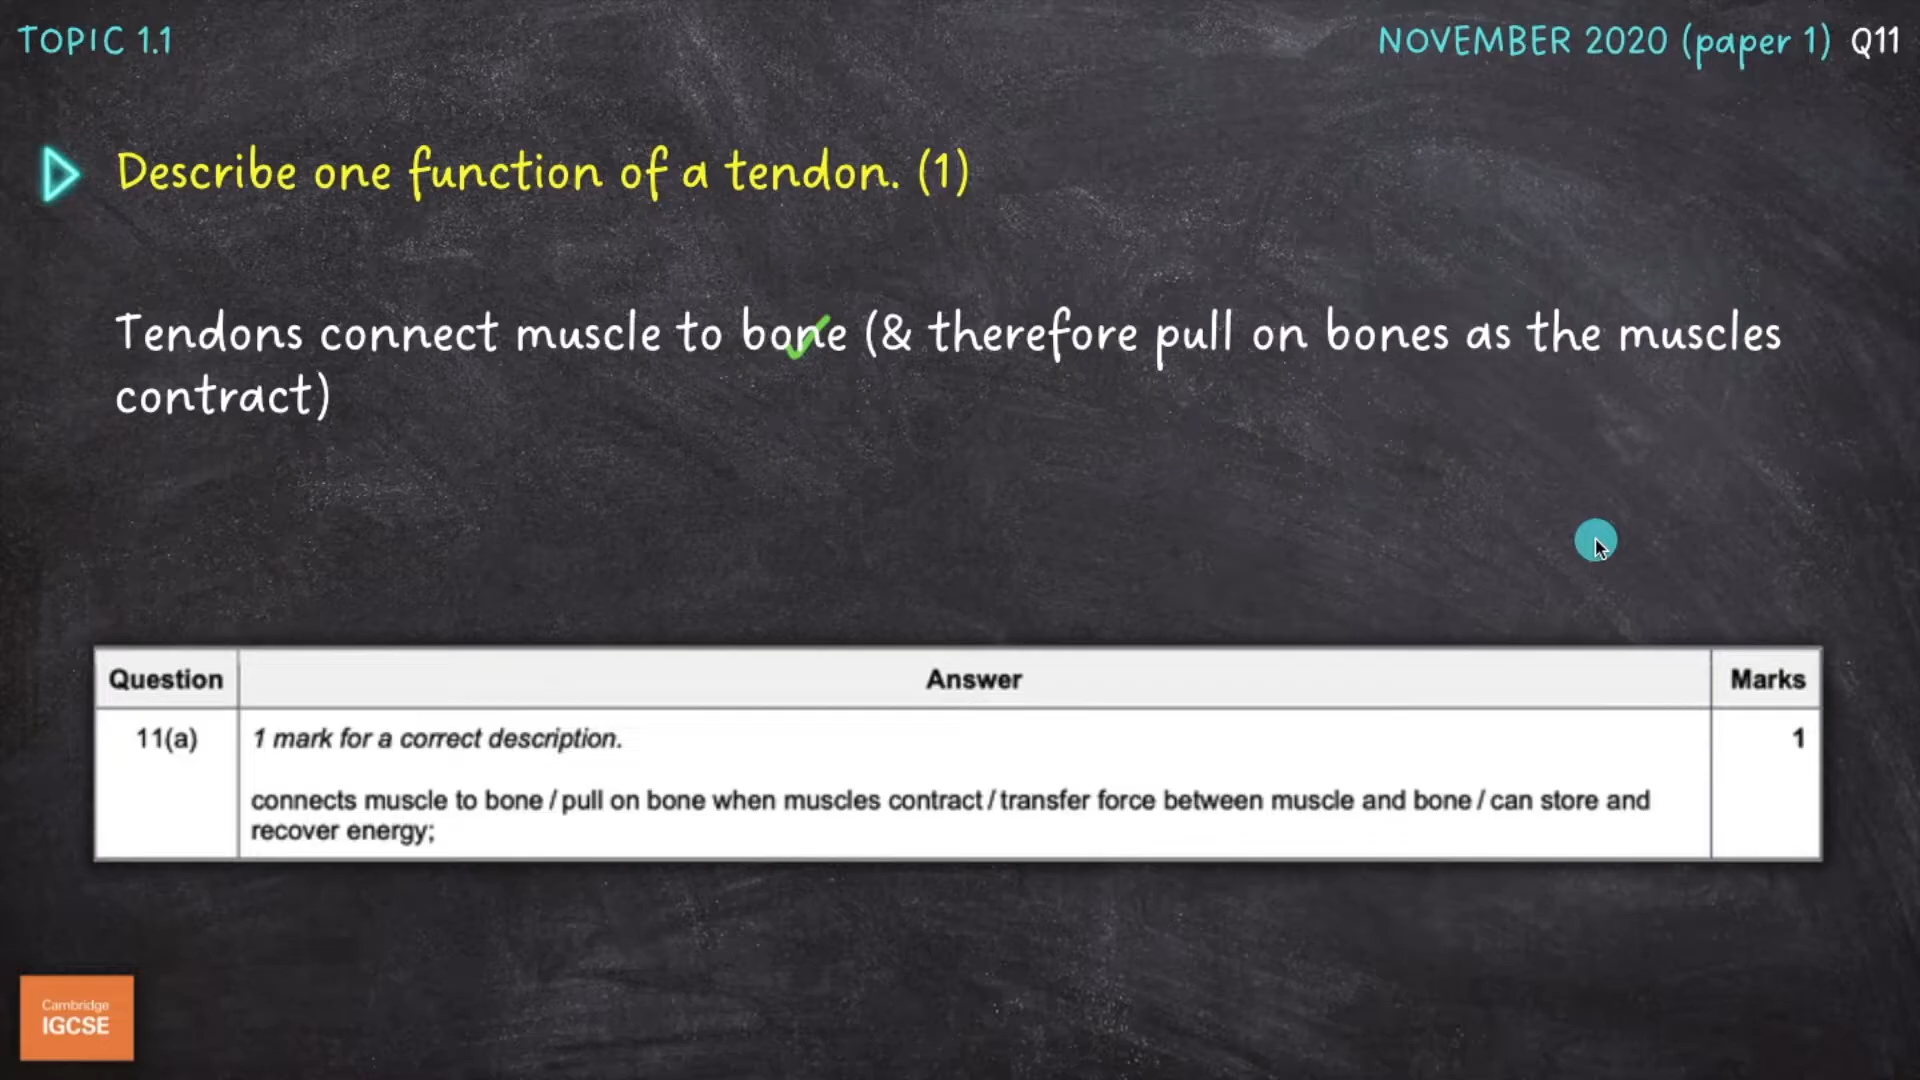 TOPIC 1.1
NOVEMBER 2020 (paper 1) Q11
Describe one function of a tendon. (1)
Tendons connect muscle to bone (& therefore pull on bones as the muscles
contract)
Question Answer Marks
11(a) 1 mark for a correct description. 1
connects muscle to bone / pull on bone when muscles contract / transfer force between muscle and bone / can store and
recover energy;
Cambridge
IGCSE